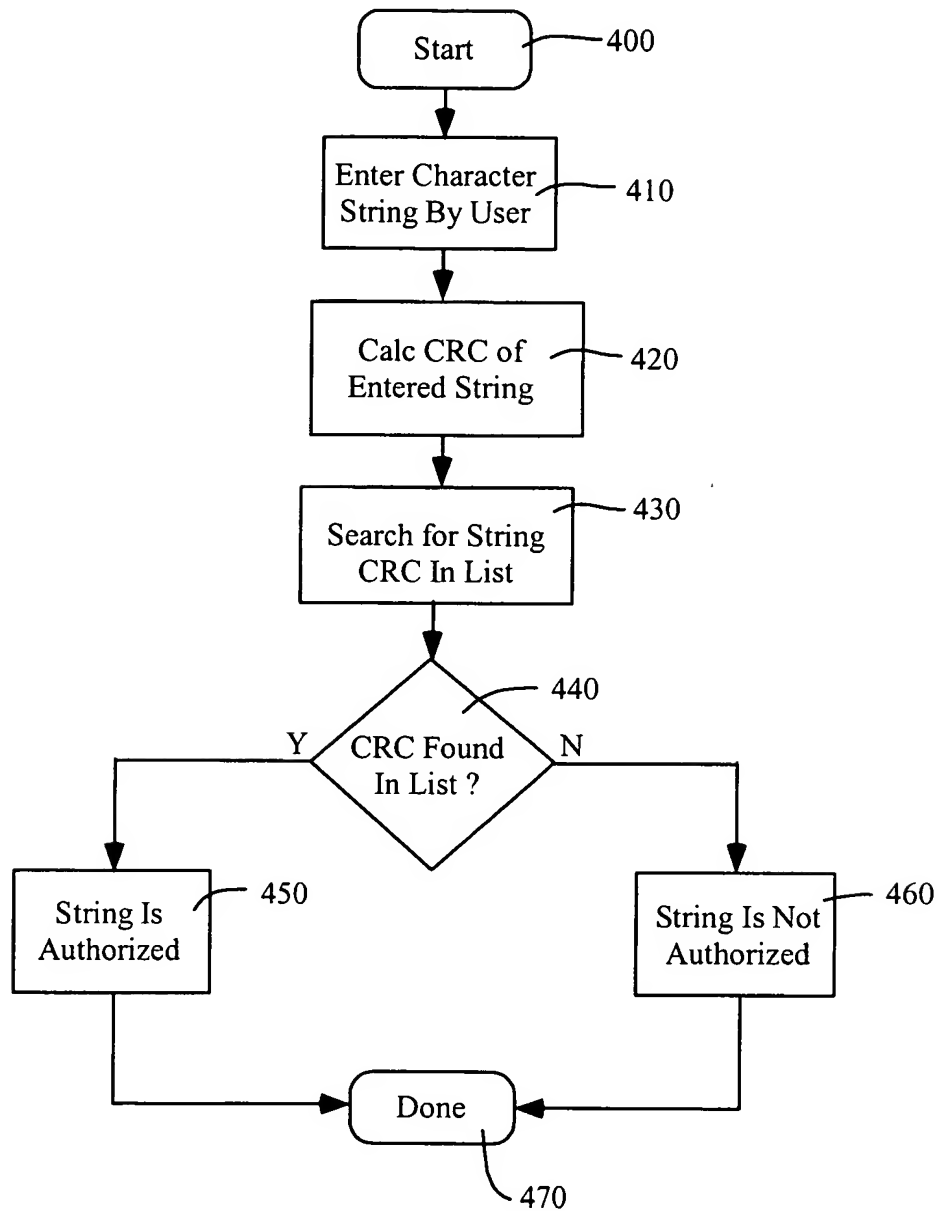 Start
400
Enter Character
String By User
410
Calc CRC of
Entered String
420
430
Search for String
CRC In List
440
Y
CRC Found
In List ?
N
String Is
Authorized
450
String Is Not
Authorized
460
Done
470